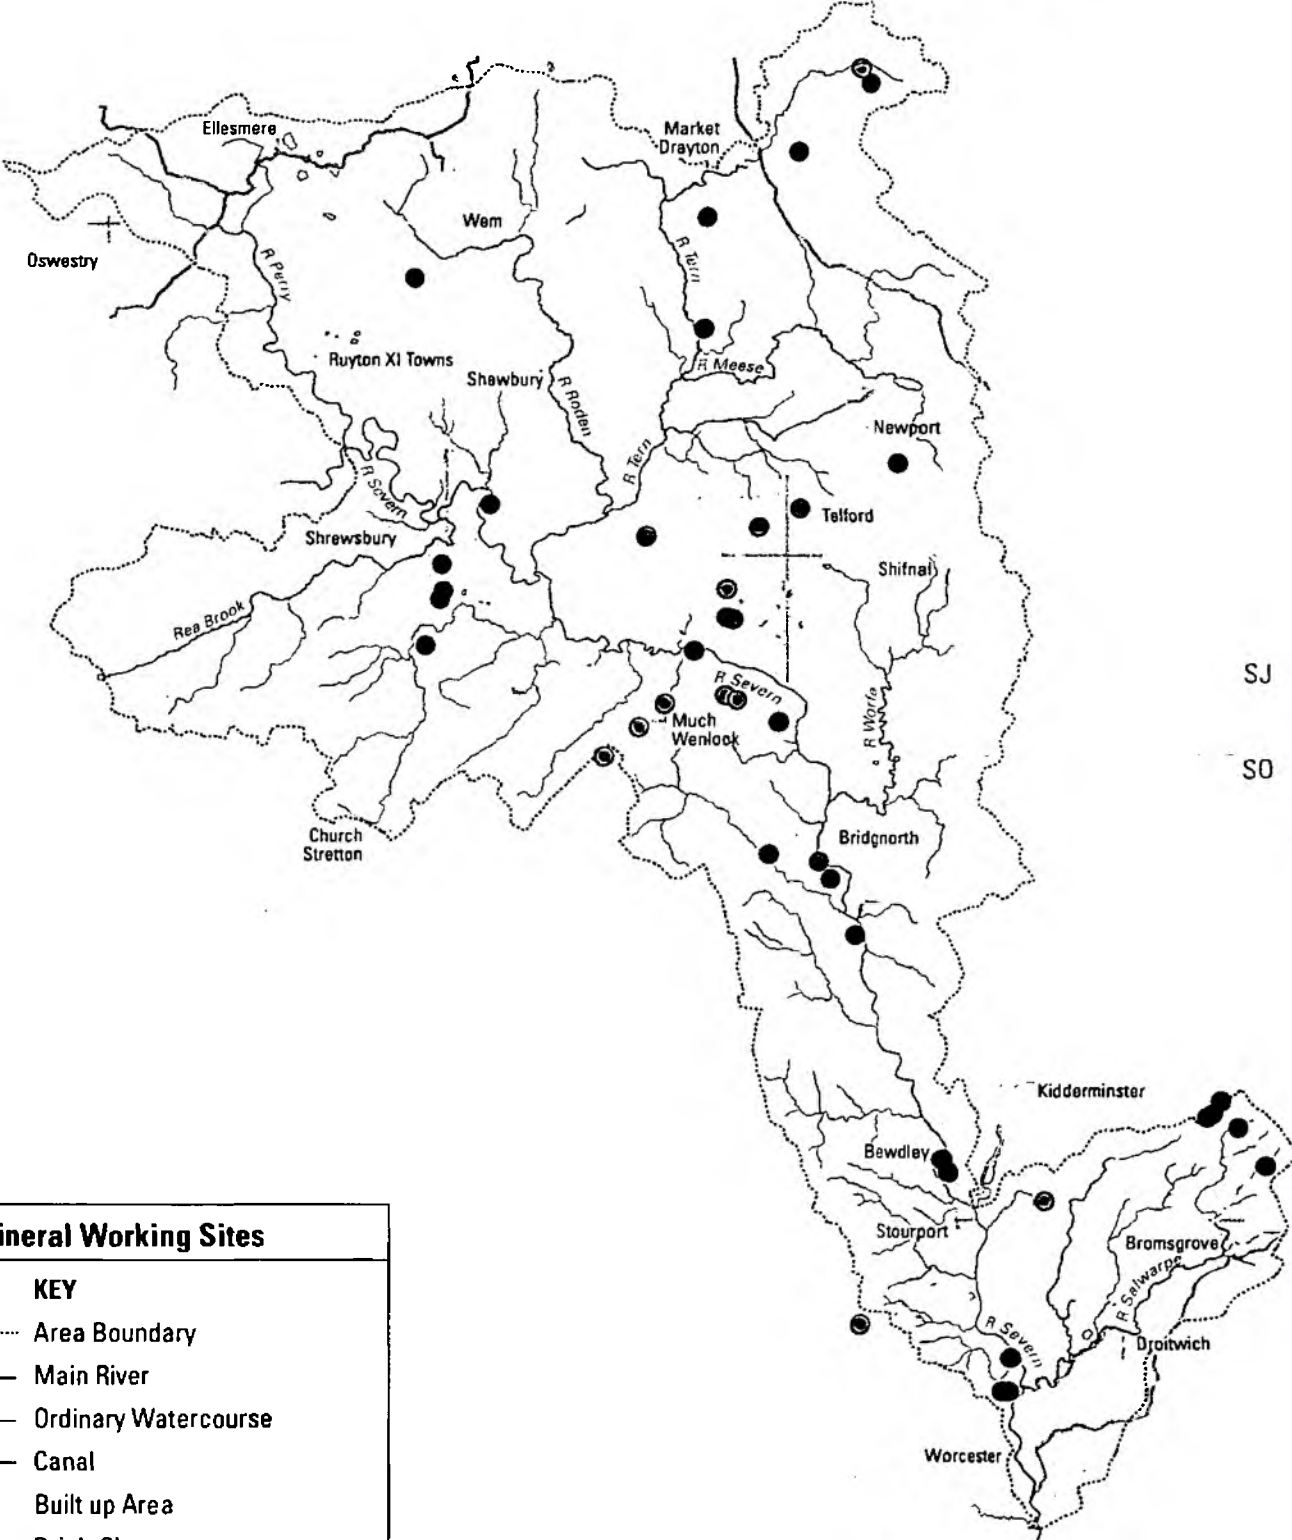 Market
Drayton
Ellesmere
Wem
Oswestry
R Perry
R Tern
Ruyton XI Towns
R Meese
Shawbury
R Roden
Newport
R Tern
R Severn
Telford
Shrewsbury
Shifnal
Rea Brook
SJ
R Severn
R Worfe
Much
Wenlock
SO
Church
Stretton
Bridgnorth
Kidderminster
Bewdley
Stourport
Bromsgrove
R Salwarpe
R Severn
Droitwich
Worcester
ineral Working Sites
KEY
Area Boundary
Main River
Ordinary Watercourse
Canal
Built up Area